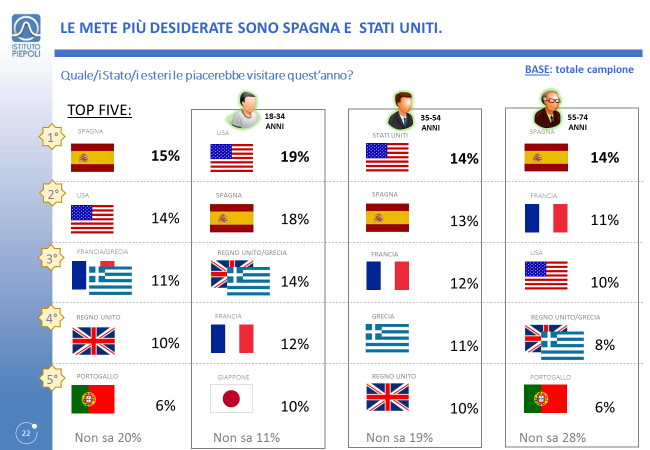 LE METE PIÙ DESIDERATE SONO SPAGNA E STATI UNITI.
ISTITUTO
PIEPOLI
Quale/i Stato/i esteri le piacerebbe visitare quest'anno?
BASE: totale campione
TOP FIVE:
18-34
ANNI
35-54
ANNI
55-74
ANNI
1°
SPAGNA
15%
USA
19%
STATI UNITI
14%
SPAGNA
14%
2°
USA
14%
SPAGNA
18%
SPAGNA
13%
FRANCIA
11%
3°
FRANCIA/GRECIA
11%
REGNO UNITO/GRECIA
14%
FRANCIA
12%
USA
10%
4°
REGNO UNITO
10%
FRANCIA
12%
GRECIA
11%
REGNO UNITO/GRECIA
8%
5°
PORTOGALLO
6%
GIAPPONE
10%
REGNO UNITO
10%
PORTOGALLO
6%
Non sa 20%
Non sa 11%
Non sa 19%
Non sa 28%
22